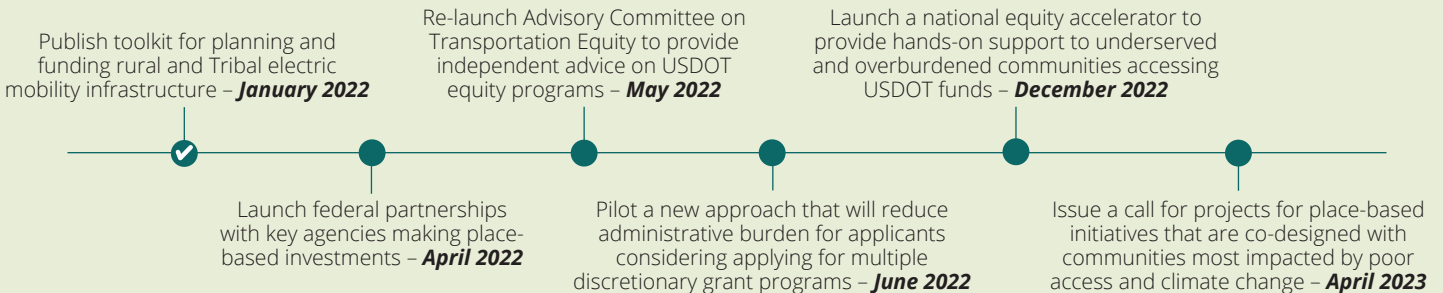 Publish toolkit for planning and
funding rural and Tribal electric
mobility infrastructure – January 2022
Launch federal partnerships
with key agencies making place-
based investments – April 2022
Re-launch Advisory Committee on
Transportation Equity to provide
independent advice on USDOT
equity programs – May 2022
Pilot a new approach that will reduce
administrative burden for applicants
considering applying for multiple
discretionary grant programs – June 2022
Launch a national equity accelerator to
provide hands-on support to underserved
and overburdened communities accessing
USDOT funds – December 2022
Issue a call for projects for place-based
initiatives that are co-designed with
communities most impacted by poor
access and climate change – April 2023